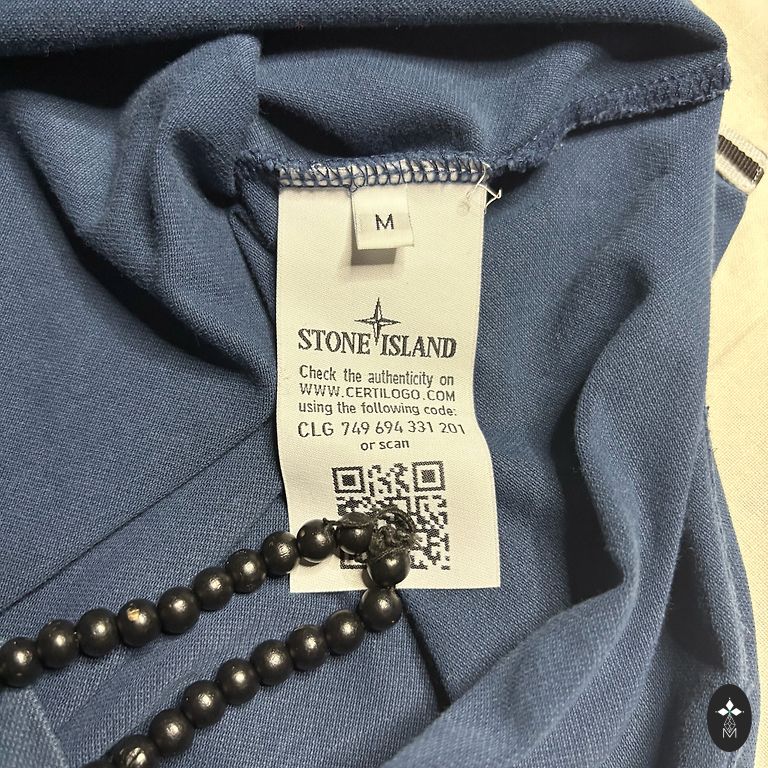 M
STONE ISLAND
Check the authenticity on
WWW.CERTILOGO.COM
using the following code:
CLG 749 694 331 201
or scan